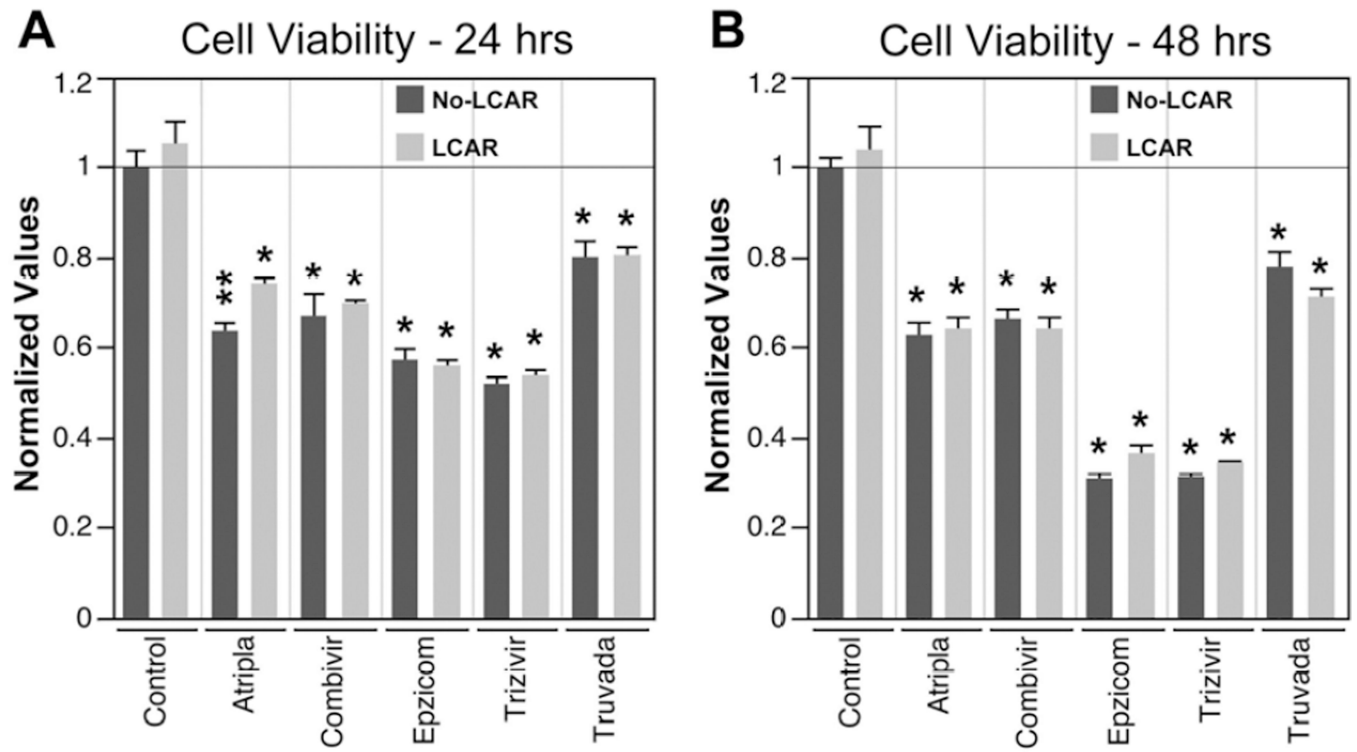 A
Cell Viability - 24 hrs
Normalized Values
1.2
1
0.8
0.6
0.4
0.2
0
No-LCAR
LCAR
* * * * * * * * * * *
Control
Atripla
Combivir
Epzicom
Trizivir
Truvada
B
Cell Viability - 48 hrs
Normalized Values
1.2
1
0.8
0.6
0.4
0.2
0
No-LCAR
LCAR
* * * * * * * * * *
Control
Atripla
Combivir
Epzicom
Trizivir
Truvada